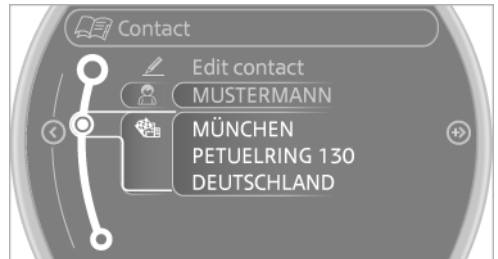 Contact
Edit contact
MUSTERMANN
MÜNCHEN
PETUELRING 130
DEUTSCHLAND